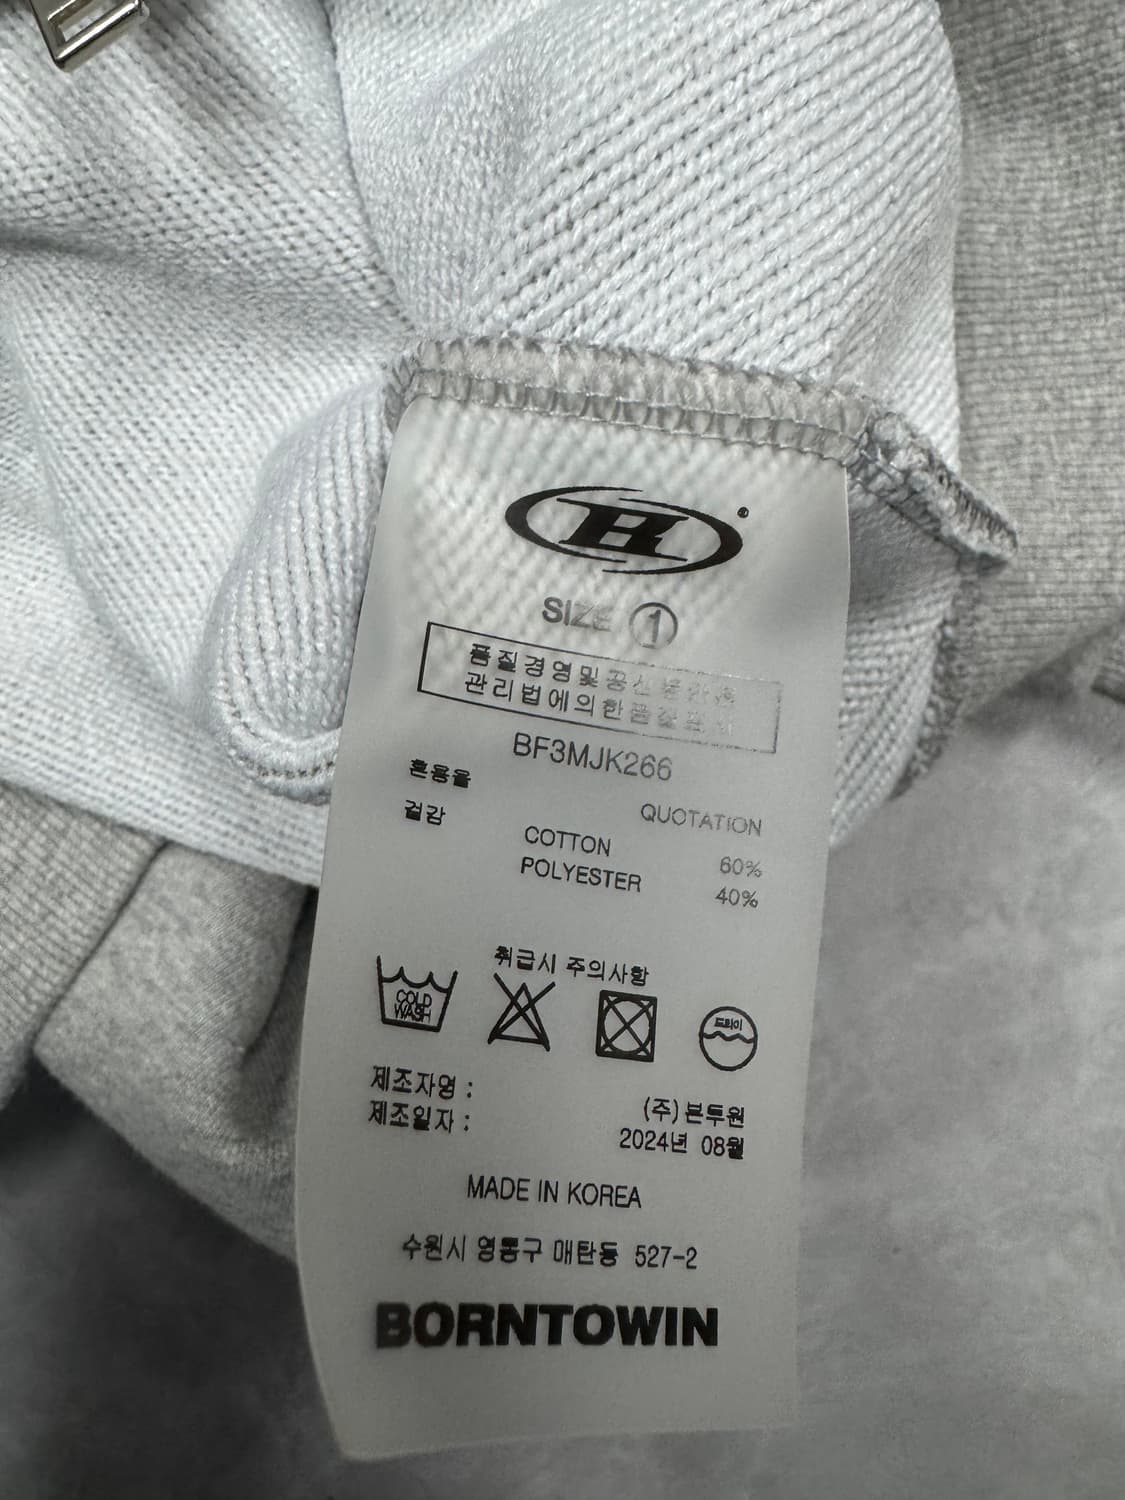 SIZE ①
품질경영및공산품안전
관리법에의한품질표시
BF3MJK266
혼용율
QUOTATION
겉감
COTTON 60%
POLYESTER 40%
취급시 주의사항
COLD
WASH
드라이
제조자명 : (주)본투윈
제조일자 : 2024년 08월
MADE IN KOREA
수원시 영통구 매탄동 527-2
BORNTOWIN